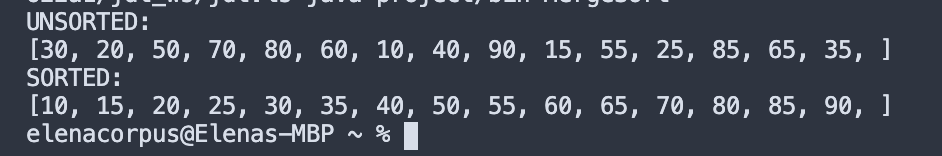 UNSORTED:
[30, 20, 50, 70, 80, 60, 10, 40, 90, 15, 55, 25, 85, 65, 35, ]
SORTED:
[10, 15, 20, 25, 30, 35, 40, 50, 55, 60, 65, 70, 80, 85, 90, ]
elenacorpus@Elenas-MBP ~ %